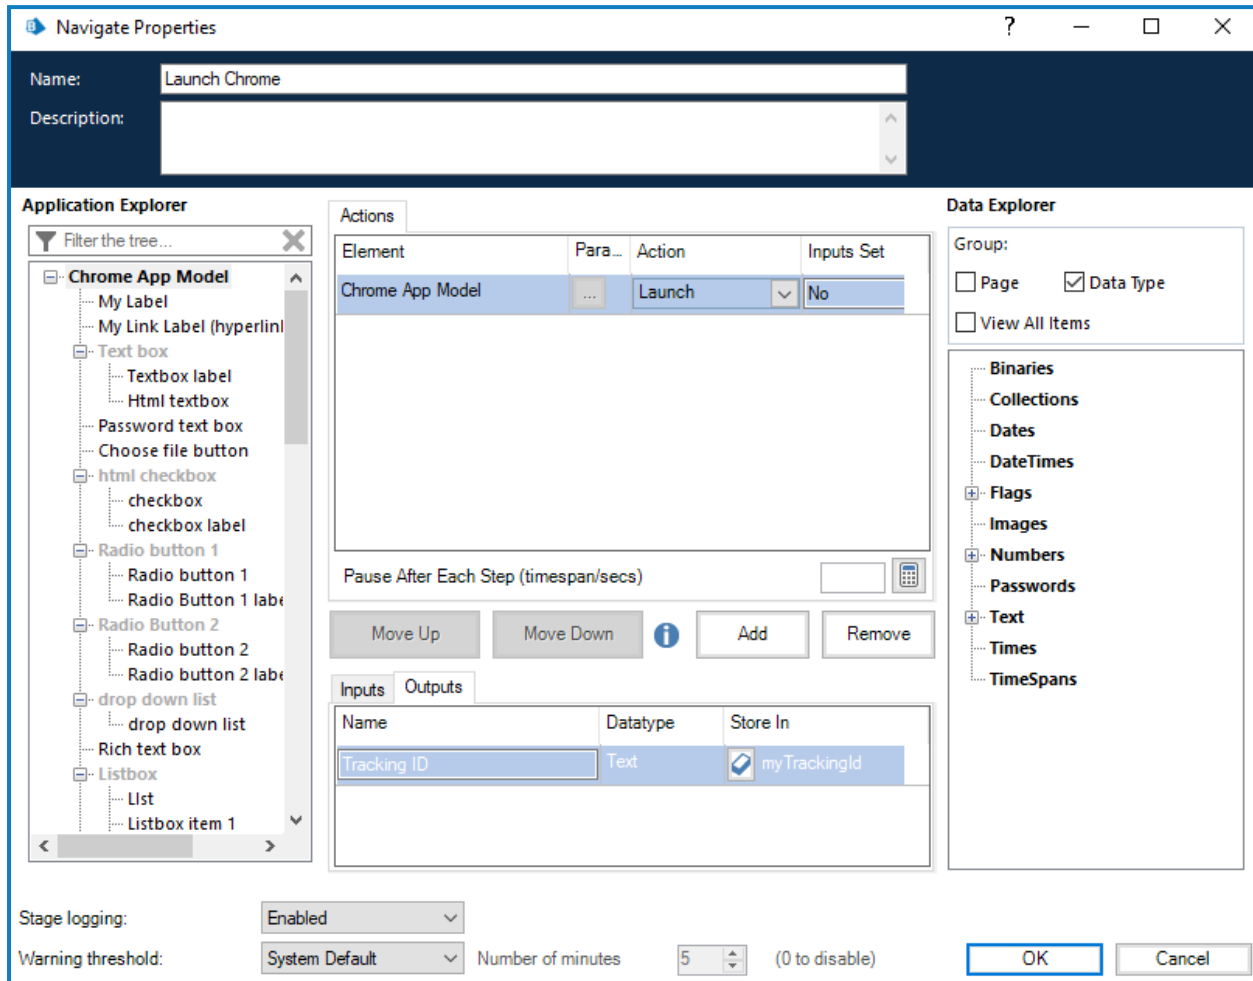 Navigate Properties
Name:
Launch Chrome
Description:
Application Explorer
Filter the tree...
Chrome App Model
My Label
My Link Label (hyperlinl
Text box
Textbox label
Html textbox
Password text box
Choose file button
html checkbox
checkbox
checkbox label
Radio button 1
Radio button 1
Radio Button 1 labe
Radio Button 2
Radio button 2
Radio button 2 labe
drop down list
drop down list
Rich text box
Listbox
LIst
Listbox item 1
Actions
Element Para... Action Inputs Set
Chrome App Model ... Launch No
Pause After Each Step (timespan/secs)
Move Up Move Down Add Remove
Inputs Outputs
Name Datatype Store In
Tracking ID Text myTrackingId
Data Explorer
Group:
Page Data Type
View All Items
Binaries
Collections
Dates
DateTimes
Flags
Images
Numbers
Passwords
Text
Times
TimeSpans
Stage logging: Enabled
Warning threshold: System Default Number of minutes 5 (0 to disable)
OK Cancel